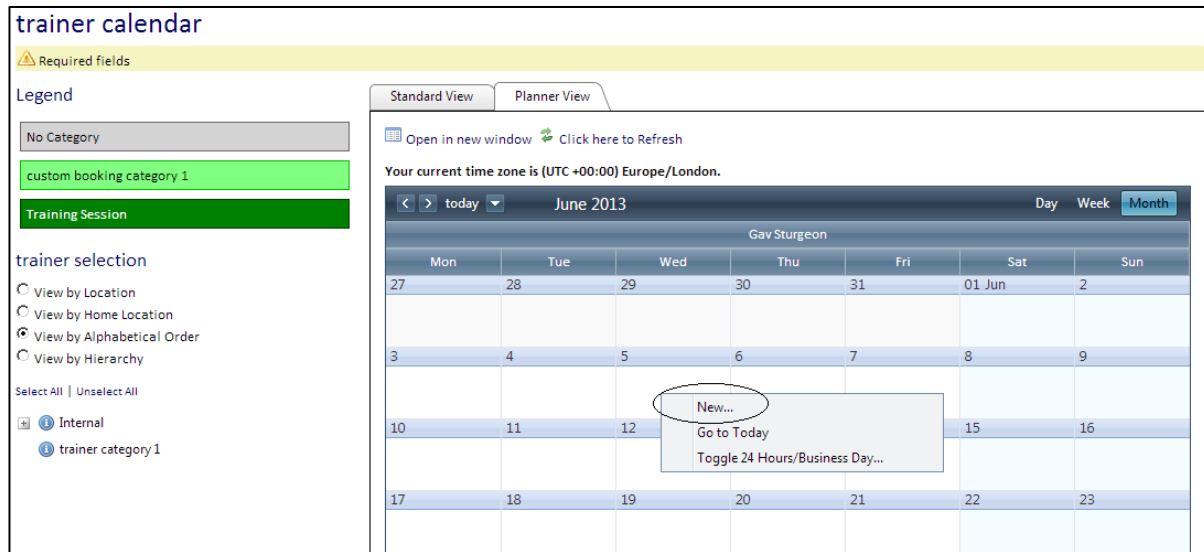 trainer calendar
Required fields
Legend
No Category
custom booking category 1
Training Session
trainer selection
View by Location
View by Home Location
View by Alphabetical Order
View by Hierarchy
Select All | Unselect All
Internal
trainer category 1
Standard View Planner View
Open in new window Click here to Refresh
Your current time zone is (UTC +00:00) Europe/London.
today June 2013 Day Week Month
Gav Sturgeon
Mon Tue Wed Thu Fri Sat Sun
27 28 29 30 31 01 Jun 2
3 4 5 6 7 8 9
New...
10 11 12 15 16
Go to Today
Toggle 24 Hours/Business Day...
17 18 19 20 21 22 23